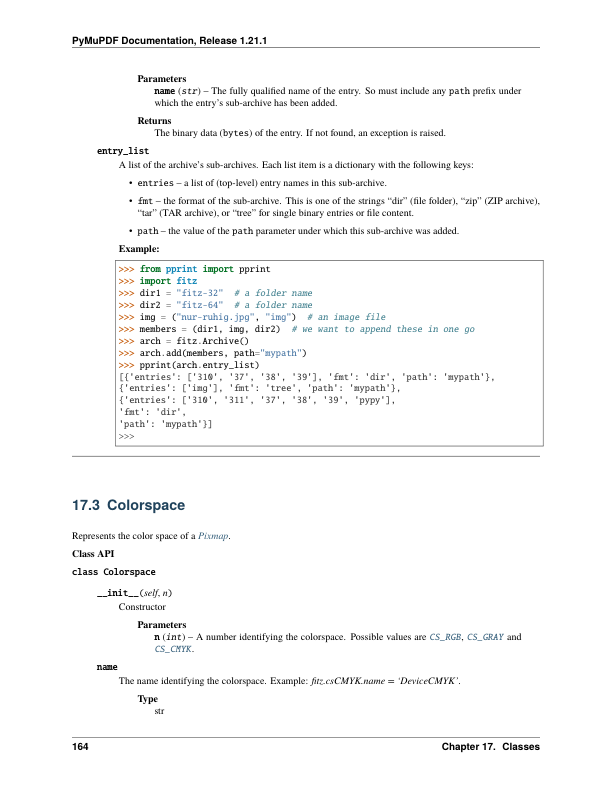 PyMuPDF Documentation, Release 1.21.1
Parameters
name (str) – The fully qualified name of the entry. So must include any path prefix under
which the entry's sub-archive has been added.
Returns
The binary data (bytes) of the entry. If not found, an exception is raised.
entry_list
A list of the archive's sub-archives. Each list item is a dictionary with the following keys:
• entries – a list of (top-level) entry names in this sub-archive.
• fmt – the format of the sub-archive. This is one of the strings “dir” (file folder), “zip” (ZIP archive),
“tar” (TAR archive), or “tree” for single binary entries or file content.
• path – the value of the path parameter under which this sub-archive was added.
Example:
>>> from pprint import pprint
>>> import fitz
>>> dir1 = "fitz-32"  # a folder name
>>> dir2 = "fitz-64"  # a folder name
>>> img = ("nur-ruhig.jpg", "img")  # an image file
>>> members = (dir1, img, dir2)  # we want to append these in one go
>>> arch = fitz.Archive()
>>> arch.add(members, path="mypath")
>>> pprint(arch.entry_list)
[{'entries': ['310', '37', '38', '39'], 'fmt': 'dir', 'path': 'mypath'},
{'entries': ['img'], 'fmt': 'tree', 'path': 'mypath'},
{'entries': ['310', '311', '37', '38', '39', 'pypy'],
'fmt': 'dir',
'path': 'mypath'}]
>>>
17.3 Colorspace
Represents the color space of a Pixmap.
Class API
class Colorspace
__init__(self, n)
Constructor
Parameters
n (int) – A number identifying the colorspace. Possible values are CS_RGB, CS_GRAY and
CS_CMYK.
name
The name identifying the colorspace. Example: fitz.csCMYK.name = 'DeviceCMYK'.
Type
str
164 Chapter 17. Classes